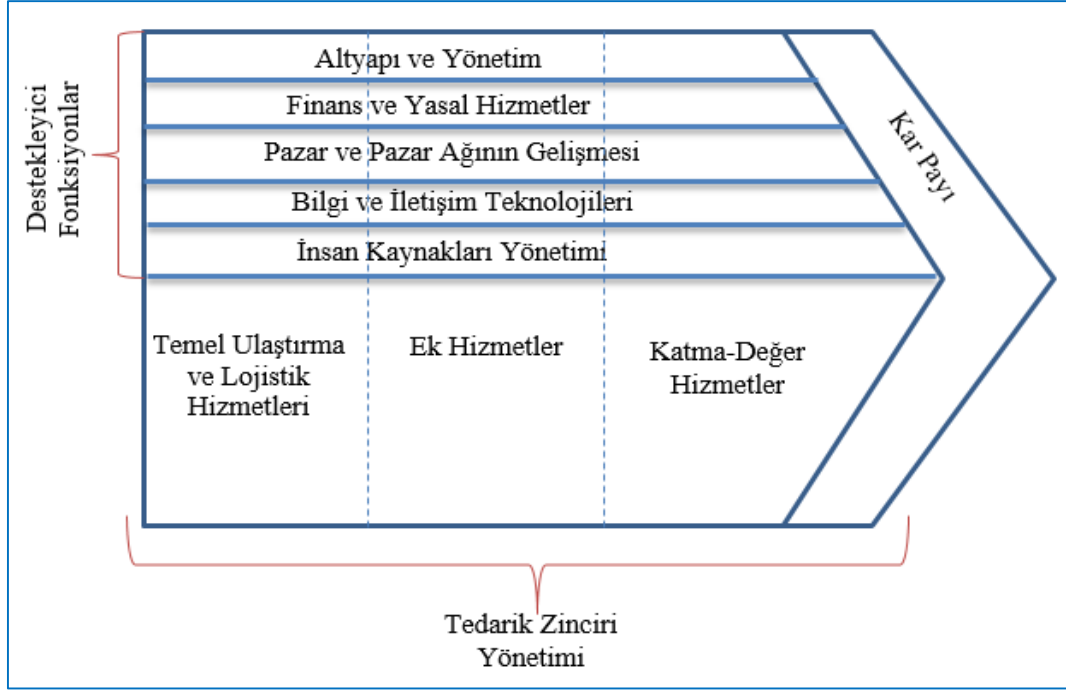 Destekleyici
Fonksiyonlar
Altyapı ve Yönetim
Finans ve Yasal Hizmetler
Pazar ve Pazar Ağının Gelişmesi
Bilgi ve İletişim Teknolojileri
İnsan Kaynakları Yönetimi
Kar Payı
Temel Ulaştırma
ve Lojistik
Hizmetleri
Ek Hizmetler
Katma-Değer
Hizmetler
Tedarik Zinciri
Yönetimi